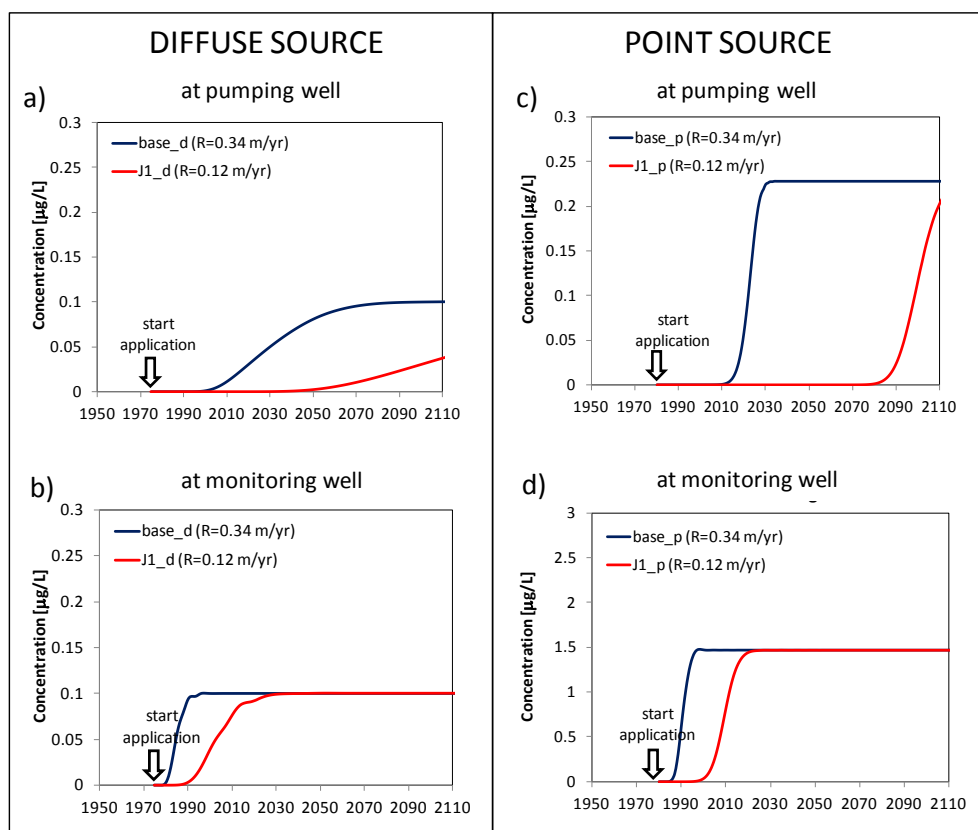 DIFFUSE SOURCE
a)
at pumping well
0.3
0.25
0.2
0.15
0.1
0.05
0
Concentration [µg/L]
base_d (R=0.34 m/yr)
J1_d (R=0.12 m/yr)
start
application
1950 1970 1990 2010 2030 2050 2070 2090 2110
b)
at monitoring well
0.3
0.25
0.2
0.15
0.1
0.05
0
Concentration [µg/L]
base_d (R=0.34 m/yr)
J1_d (R=0.12 m/yr)
start
application
1950 1970 1990 2010 2030 2050 2070 2090 2110
POINT SOURCE
c)
at pumping well
0.3
0.25
0.2
0.15
0.1
0.05
0
Concentration [µg/L]
base_p (R=0.34 m/yr)
J1_p (R=0.12 m/yr)
start
application
1950 1970 1990 2010 2030 2050 2070 2090 2110
d)
at monitoring well
3
2.5
2
1.5
1
0.5
0
Concentration [µg/L]
base_p (R=0.34 m/yr)
J1_p (R=0.12 m/yr)
start
application
1950 1970 1990 2010 2030 2050 2070 2090 2110